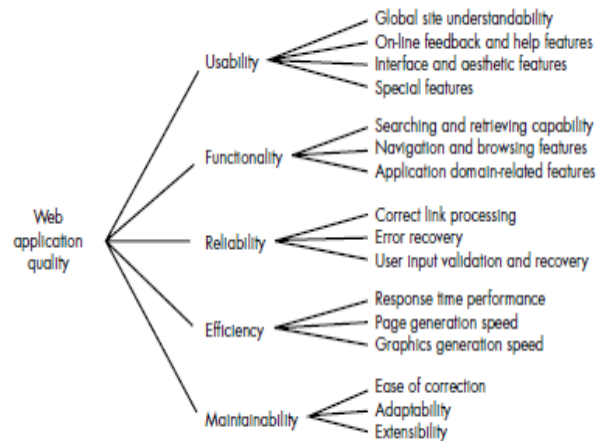 Web
application
quality
Usability
Global site understandability
On-line feedback and help features
Interface and aesthetic features
Special features
Functionality
Searching and retrieving capability
Navigation and browsing features
Application domain-related features
Reliability
Correct link processing
Error recovery
User input validation and recovery
Efficiency
Response time performance
Page generation speed
Graphics generation speed
Maintainability
Ease of correction
Adaptability
Extensibility